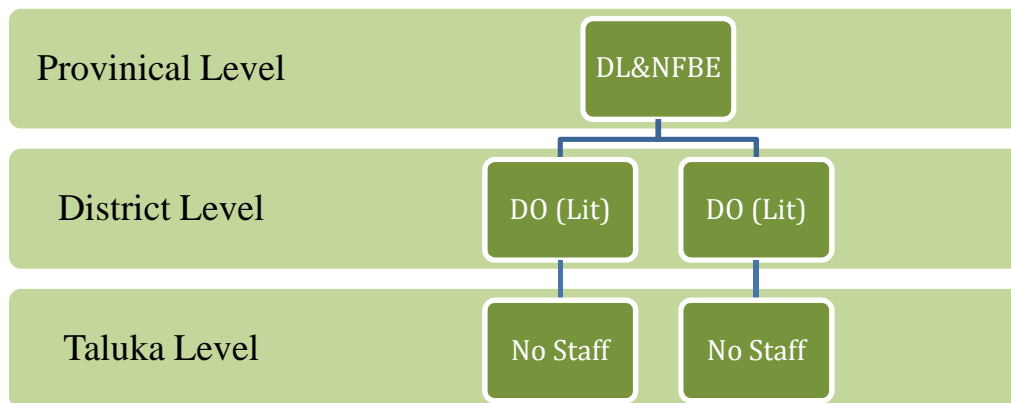 Provinical Level
DL&NFBE
District Level
DO (Lit)
DO (Lit)
Taluka Level
No Staff
No Staff